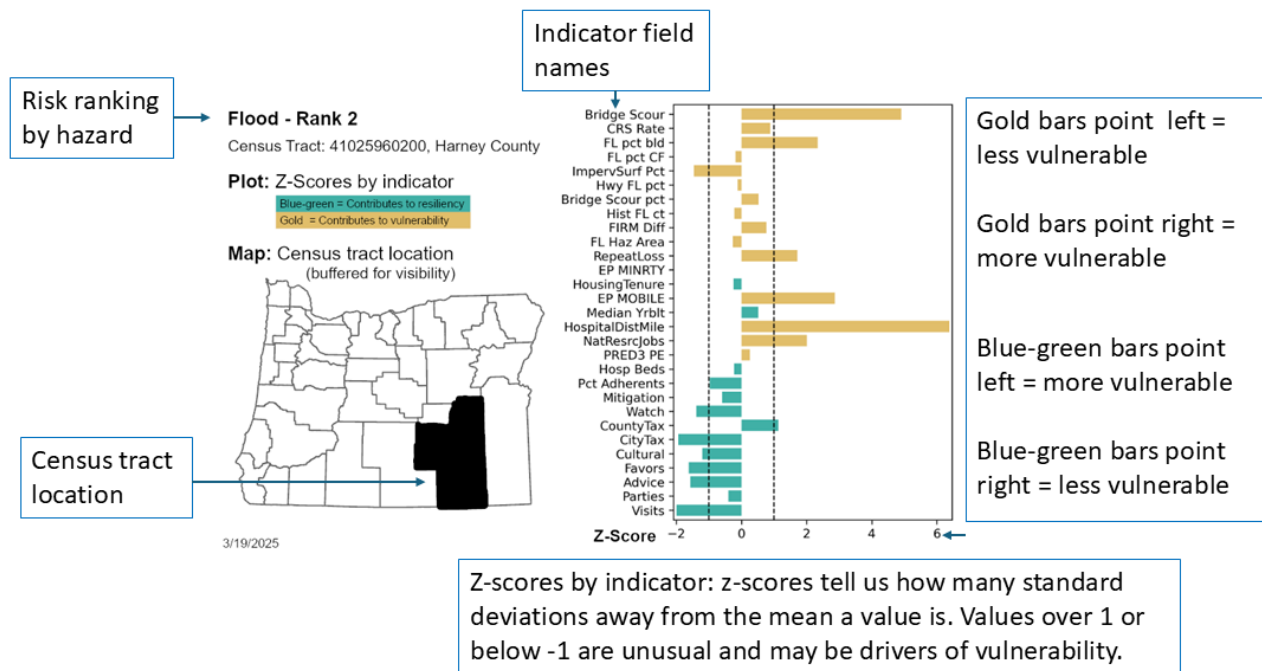 Indicator field
names
Risk ranking
by hazard
Flood - Rank 2
Census Tract: 41025960200, Harney County
Plot: Z-Scores by indicator
Blue-green = Contributes to resiliency
Gold = Contributes to vulnerability
Map: Census tract location
(buffered for visibility)
Census tract
location
3/19/2025
Bridge Scour
CRS Rate
FL pct bld
FL pct CF
ImpervSurf Pct
Hwy FL pct
Bridge Scour pct
Hist FL ct
FIRM Diff
FL Haz Area
RepeatLoss
EP MINRTY
HousingTenure
EP MOBILE
Median Yrblt
HospitalDistMile
NatResrcJobs
PRED3 PE
Hosp Beds
Pct Adherents
Mitigation
Watch
CountyTax
CityTax
Cultural
Favors
Advice
Parties
Visits
Z-Score −2 0 2 4 6
Gold bars point left =
less vulnerable
Gold bars point right =
more vulnerable
Blue-green bars point
left = more vulnerable
Blue-green bars point
right = less vulnerable
Z-scores by indicator: z-scores tell us how many standard
deviations away from the mean a value is. Values over 1 or
below -1 are unusual and may be drivers of vulnerability.